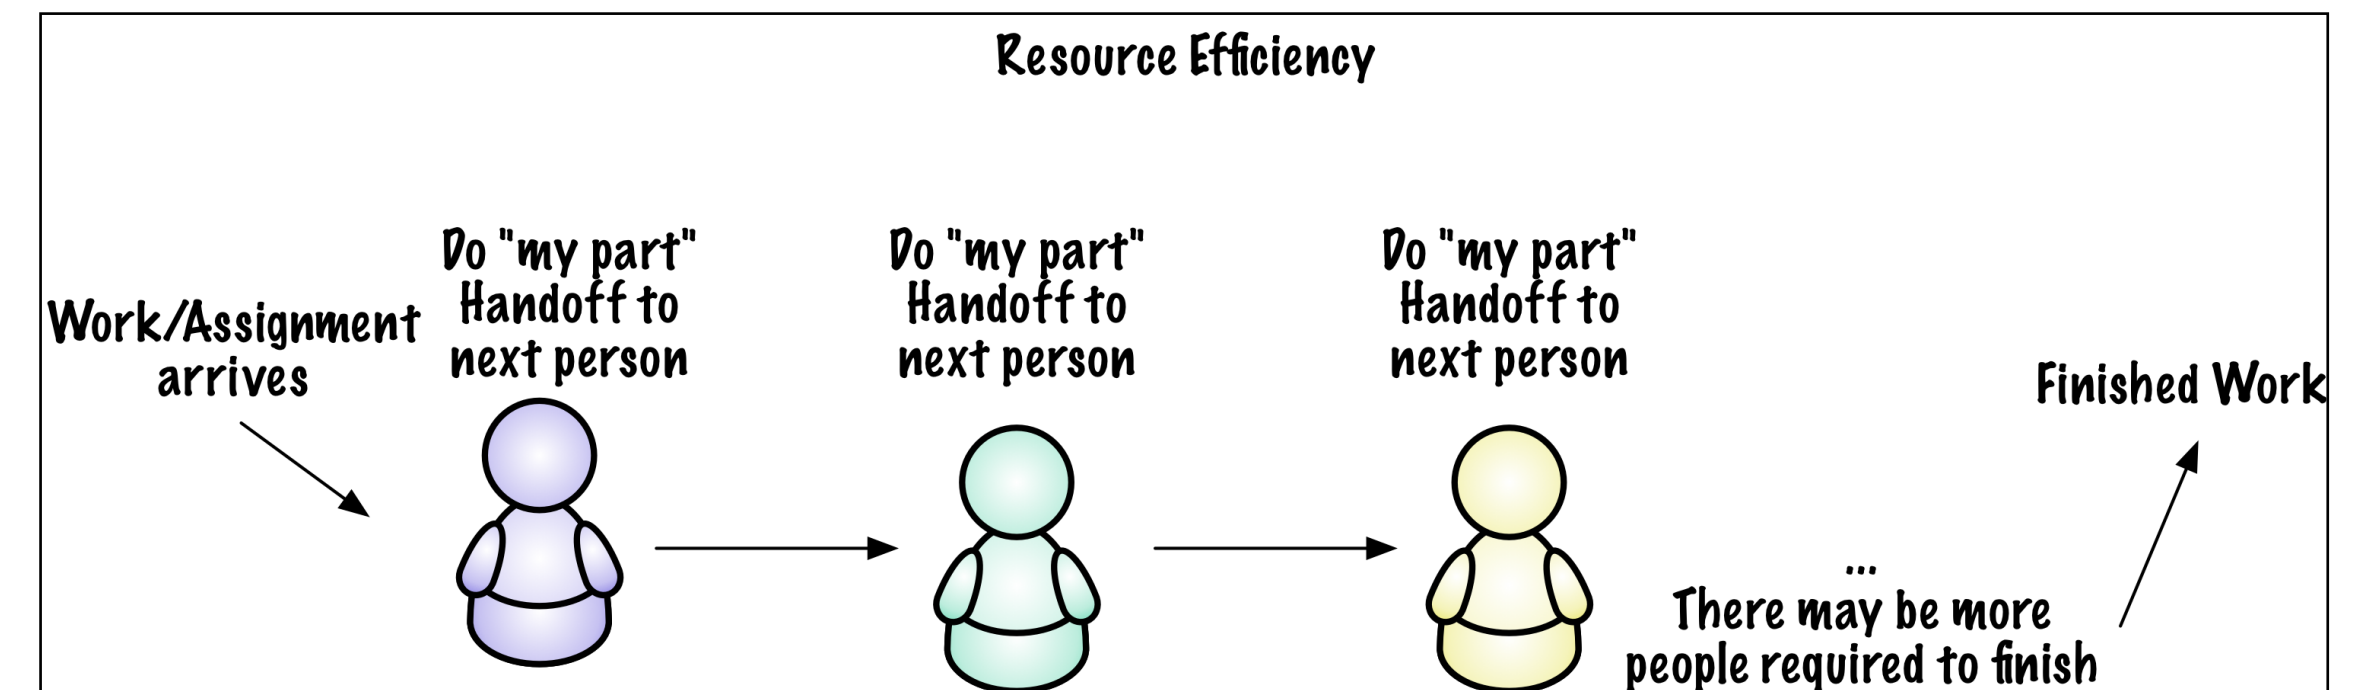 Resource Efficiency
Work/Assignment
arrives
Do "my part"
Handoff to
next person
Do "my part"
Handoff to
next person
Do "my part"
Handoff to
next person
...
There may be more
people required to finish
Finished Work